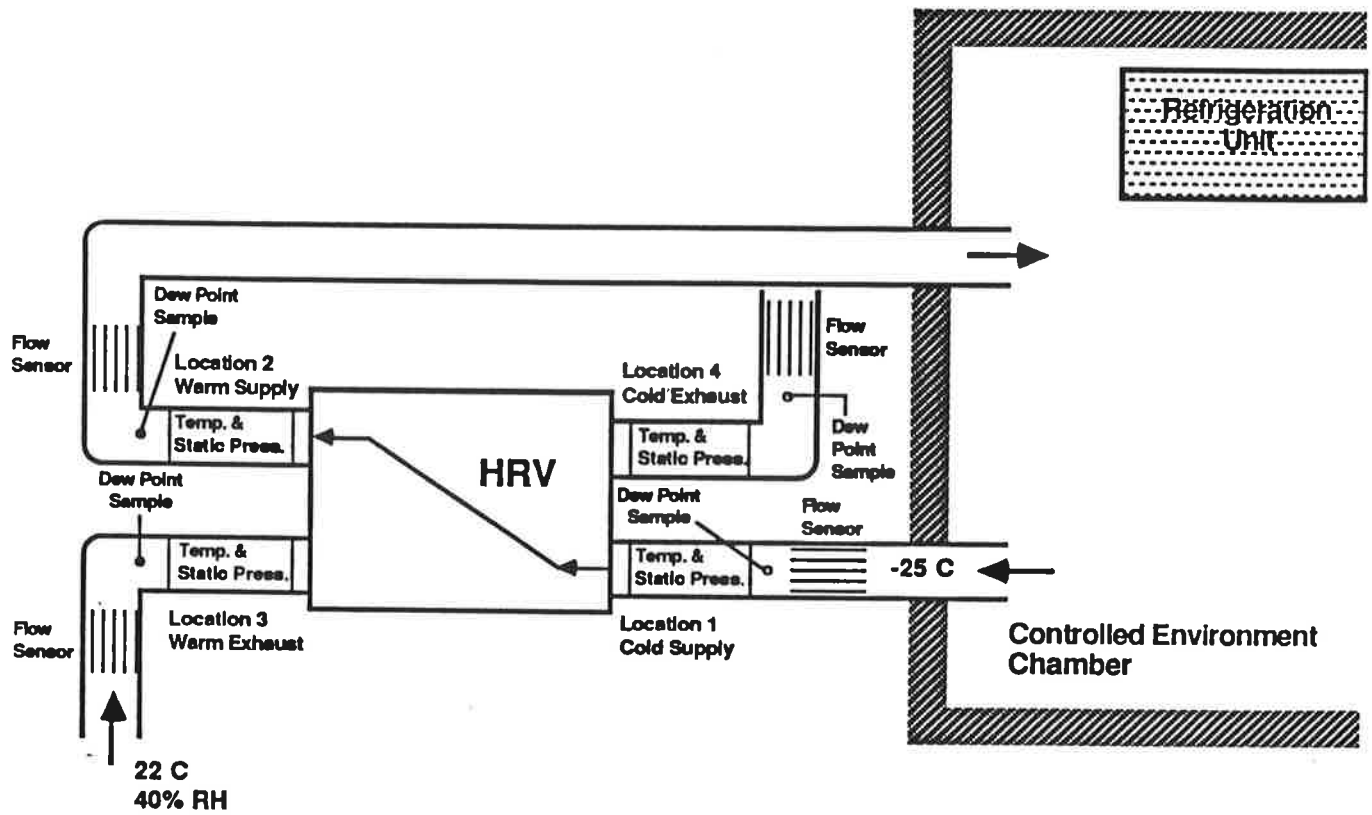 Refrigeration
Unit
Dew Point
Sample
Flow
Sensor
Location 2
Warm Supply
Location 4
Cold Exhaust
Flow
Sensor
Temp. &
Static Press.
HRV
Temp. &
Static Press.
Dew
Point
Sample
Dew Point
Sample
Dew Point
Sample
Flow
Sensor
Temp. &
Static Press.
Temp. &
Static Press.
-25 C
Flow
Sensor
Location 3
Warm Exhaust
Location 1
Cold Supply
Controlled Environment
Chamber
22 C
40% RH